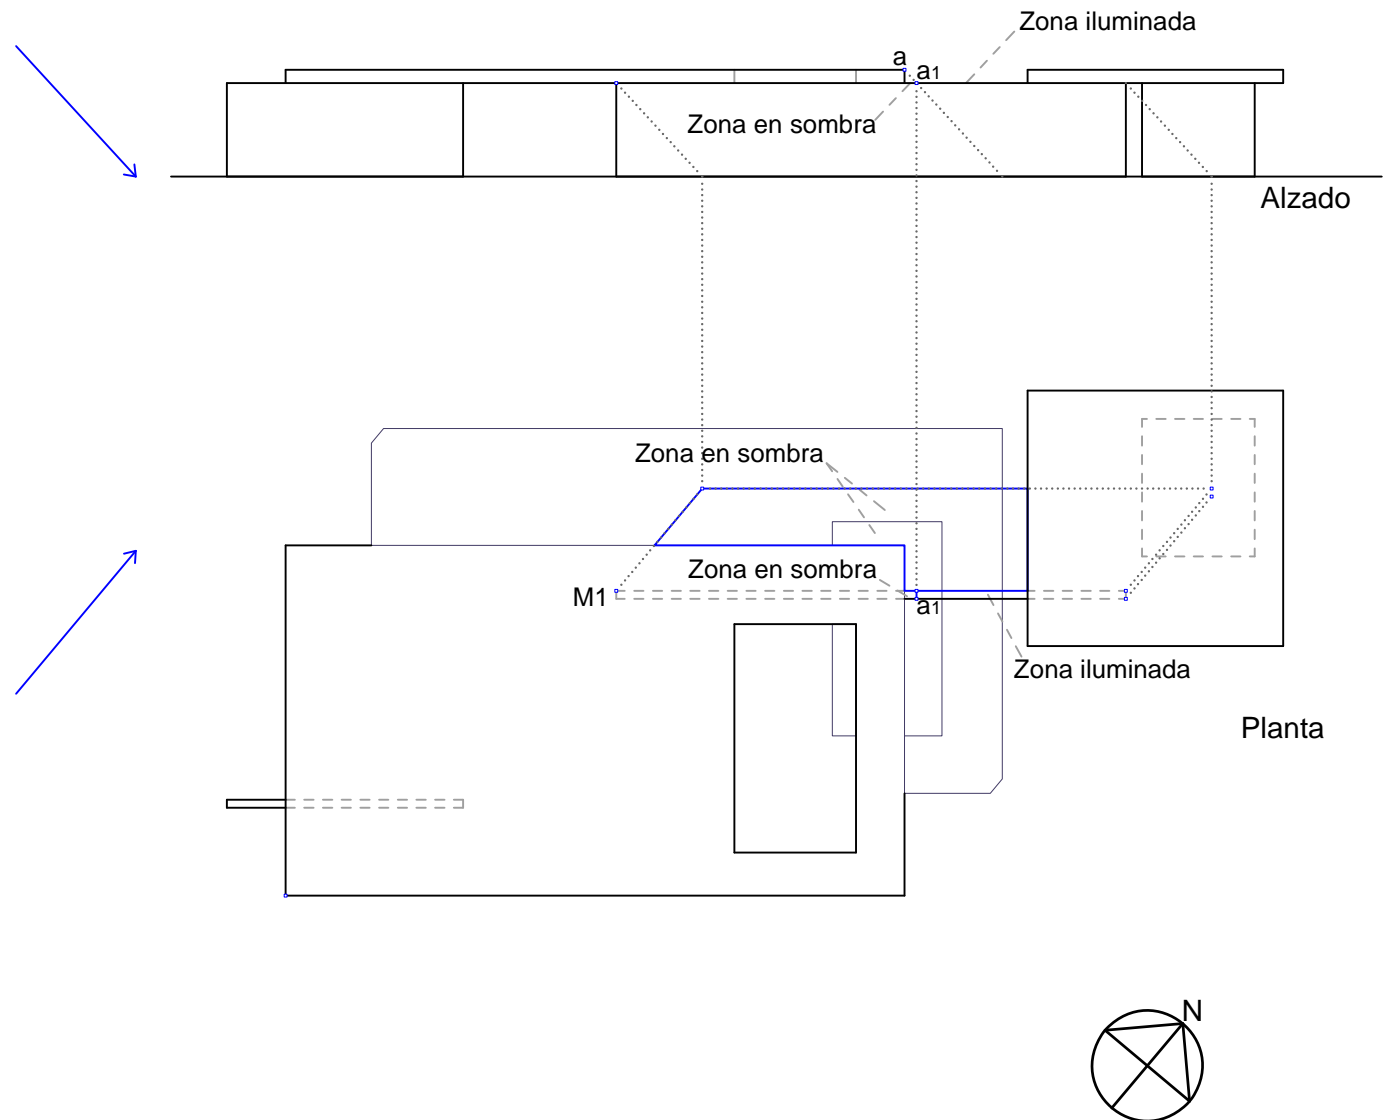 Zona iluminada
a
a1
Zona en sombra
Alzado
Zona en sombra
Zona en sombra
M1
a1
Zona iluminada
Planta
N